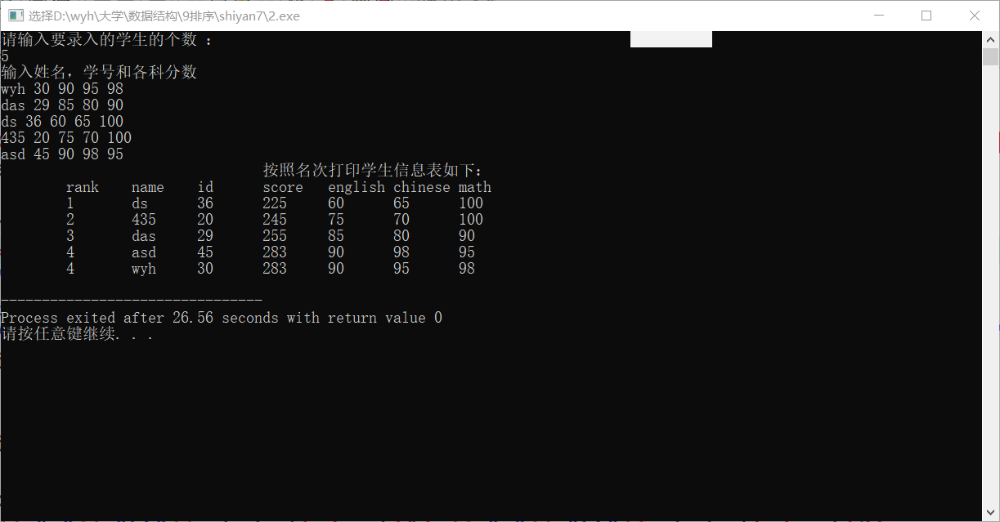 选择D:\wyh\大学\数据结构\9排序\shiyan7\2.exe
请输入要录入的学生的个数 :
5
输入姓名，学号和各科分数
wyh 30 90 95 98
das 29 85 80 90
ds 36 60 65 100
435 20 75 70 100
asd 45 90 98 95
按照名次打印学生信息表如下:
rank name id score english chinese math
1 ds 36 225 60 65 100
2 435 20 245 75 70 100
3 das 29 255 85 80 90
4 asd 45 283 90 98 95
4 wyh 30 283 90 95 98
--------------------------------
Process exited after 26.56 seconds with return value 0
请按任意键继续. . .